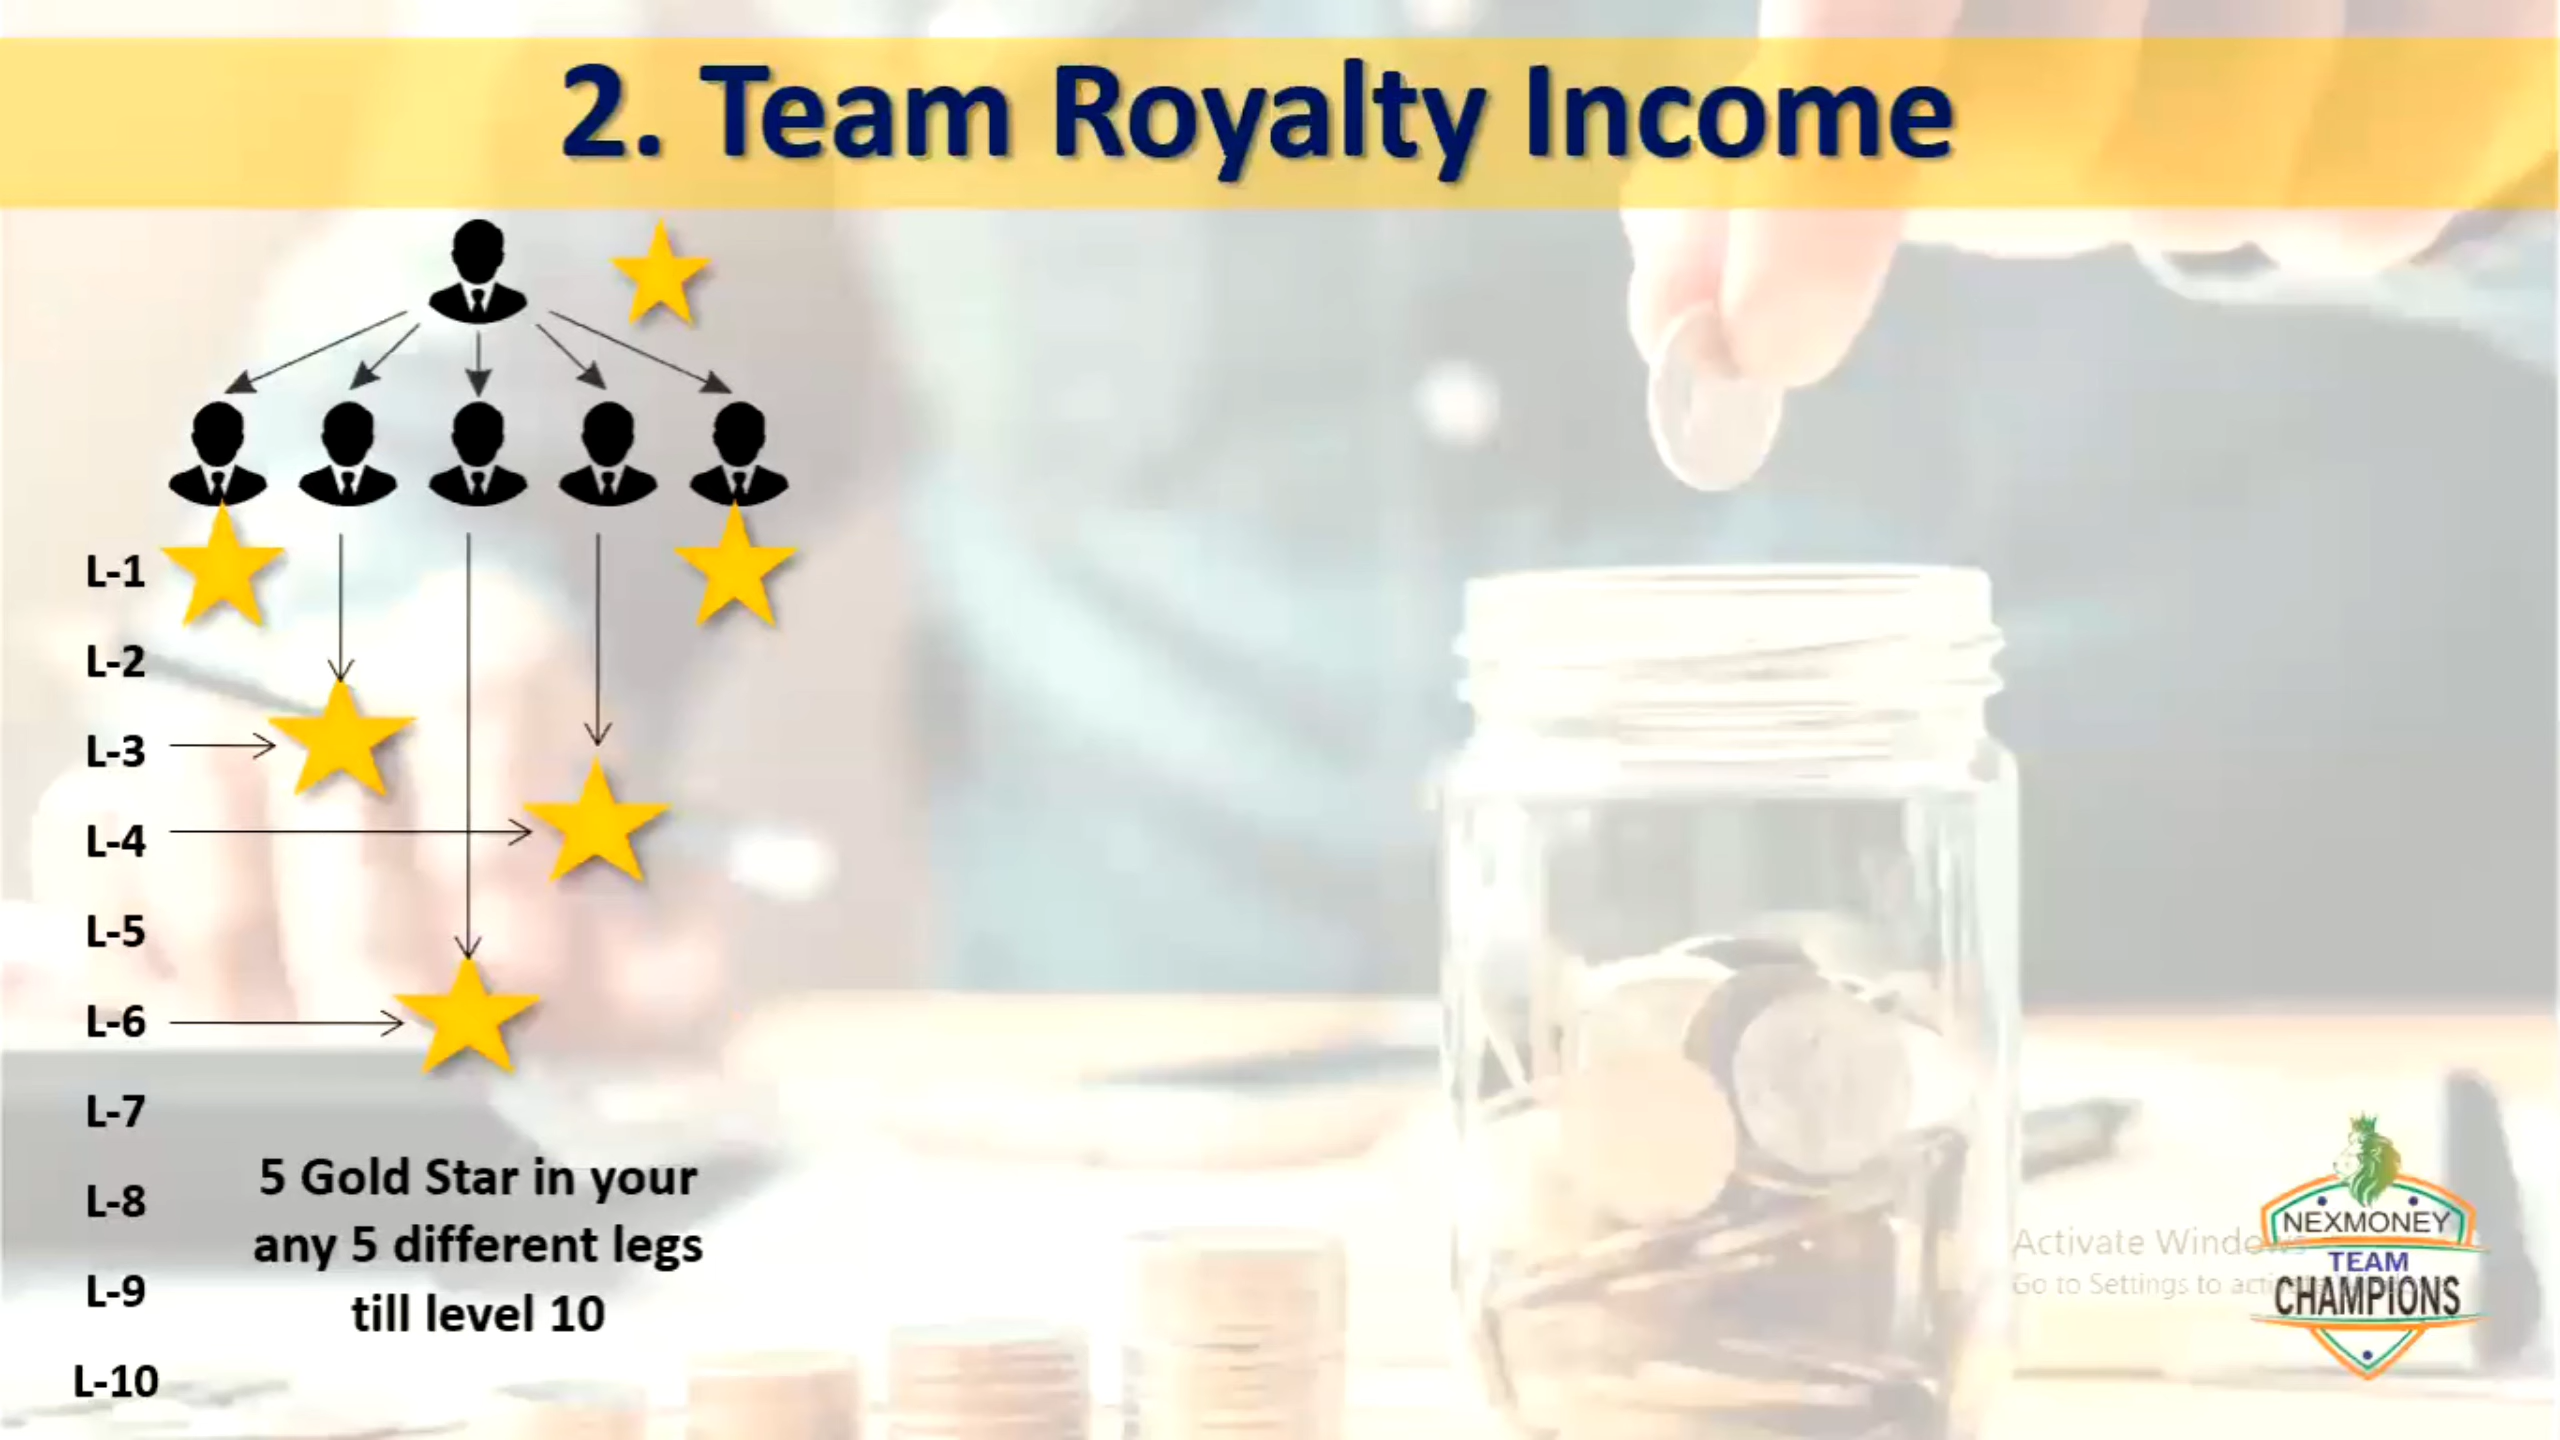 2. Team Royalty Income
L-1
L-2
L-3
L-4
L-5
L-6
L-7
L-8
L-9
L-10
5 Gold Star in your
any 5 different legs
till level 10
Activate Windows
Go to Settings to
NEXMONEY
TEAM
CHAMPIONS